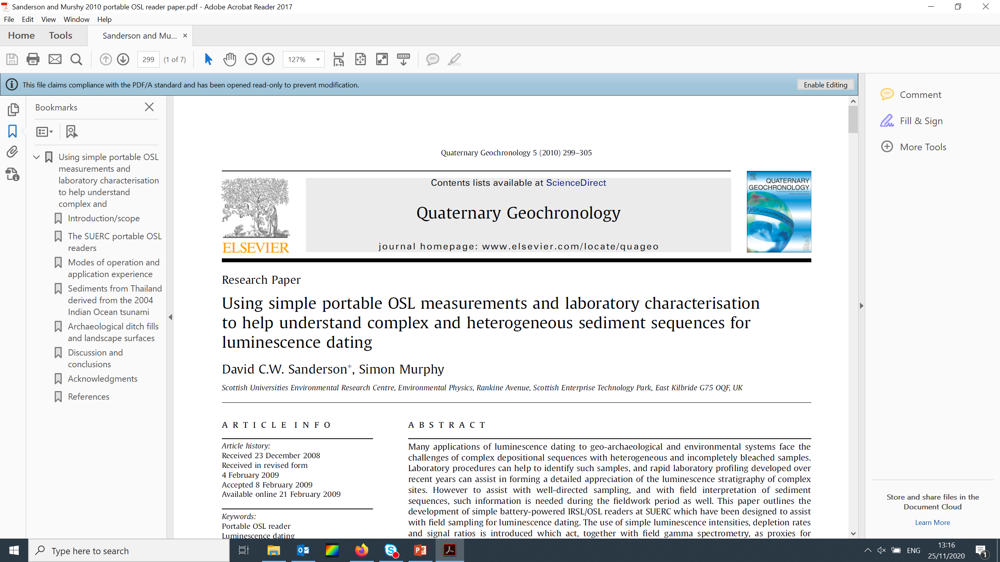 Sanderson and Murshy 2010 portable OSL reader paper.pdf - Adobe Acrobat Reader 2017
File Edit View Window Help
Home Tools Sanderson and Mu... ×
299 (1 of 7) 127%
This file claims compliance with the PDF/A standard and has been opened read-only to prevent modification. Enable Editing
Bookmarks
Using simple portable OSL
measurements and
laboratory characterisation
to help understand
complex and
Introduction/scope
The SUERC portable OSL
readers
Modes of operation and
application experience
Sediments from Thailand
derived from the 2004
Indian Ocean tsunami
Archaeological ditch fills
and landscape surfaces
Discussion and
conclusions
Acknowledgments
References
Quaternary Geochronology 5 (2010) 299–305
NON SOLUS
ELSEVIER
Contents lists available at ScienceDirect
Quaternary Geochronology
journal homepage: www.elsevier.com/locate/quageo
QUATERNARY
GEOCHRONOLOGY
Research Paper
Using simple portable OSL measurements and laboratory characterisation
to help understand complex and heterogeneous sediment sequences for
luminescence dating
David C.W. Sanderson*, Simon Murphy
Scottish Universities Environmental Research Centre, Environmental Physics, Rankine Avenue, Scottish Enterprise Technology Park, East Kilbride G75 OQF, UK
ARTICLE INFO
Article history:
Received 23 December 2008
Received in revised form
4 February 2009
Accepted 8 February 2009
Available online 21 February 2009
Keywords:
Portable OSL reader
Luminescence dating
ABSTRACT
Many applications of luminescence dating to geo-archaeological and environmental systems face the
challenges of complex depositional sequences with heterogeneous and incompletely bleached samples.
Laboratory procedures can help to identify such samples, and rapid laboratory profiling developed over
recent years can assist in forming a detailed appreciation of the luminescence stratigraphy of complex
sites. However to assist with well-directed sampling, and with field interpretation of sediment
sequences, such information is needed during the fieldwork period as well. This paper outlines the
development of simple battery-powered IRSL/OSL readers at SUERC which have been designed to assist
with field sampling for luminescence dating. The use of simple luminescence intensities, depletion rates
and signal ratios is introduced which act, together with field gamma spectrometry, as proxies for
Comment
Fill & Sign
More Tools
Store and share files in the
Document Cloud
Learn More
Type here to search
ENG
13:16
25/11/2020
1